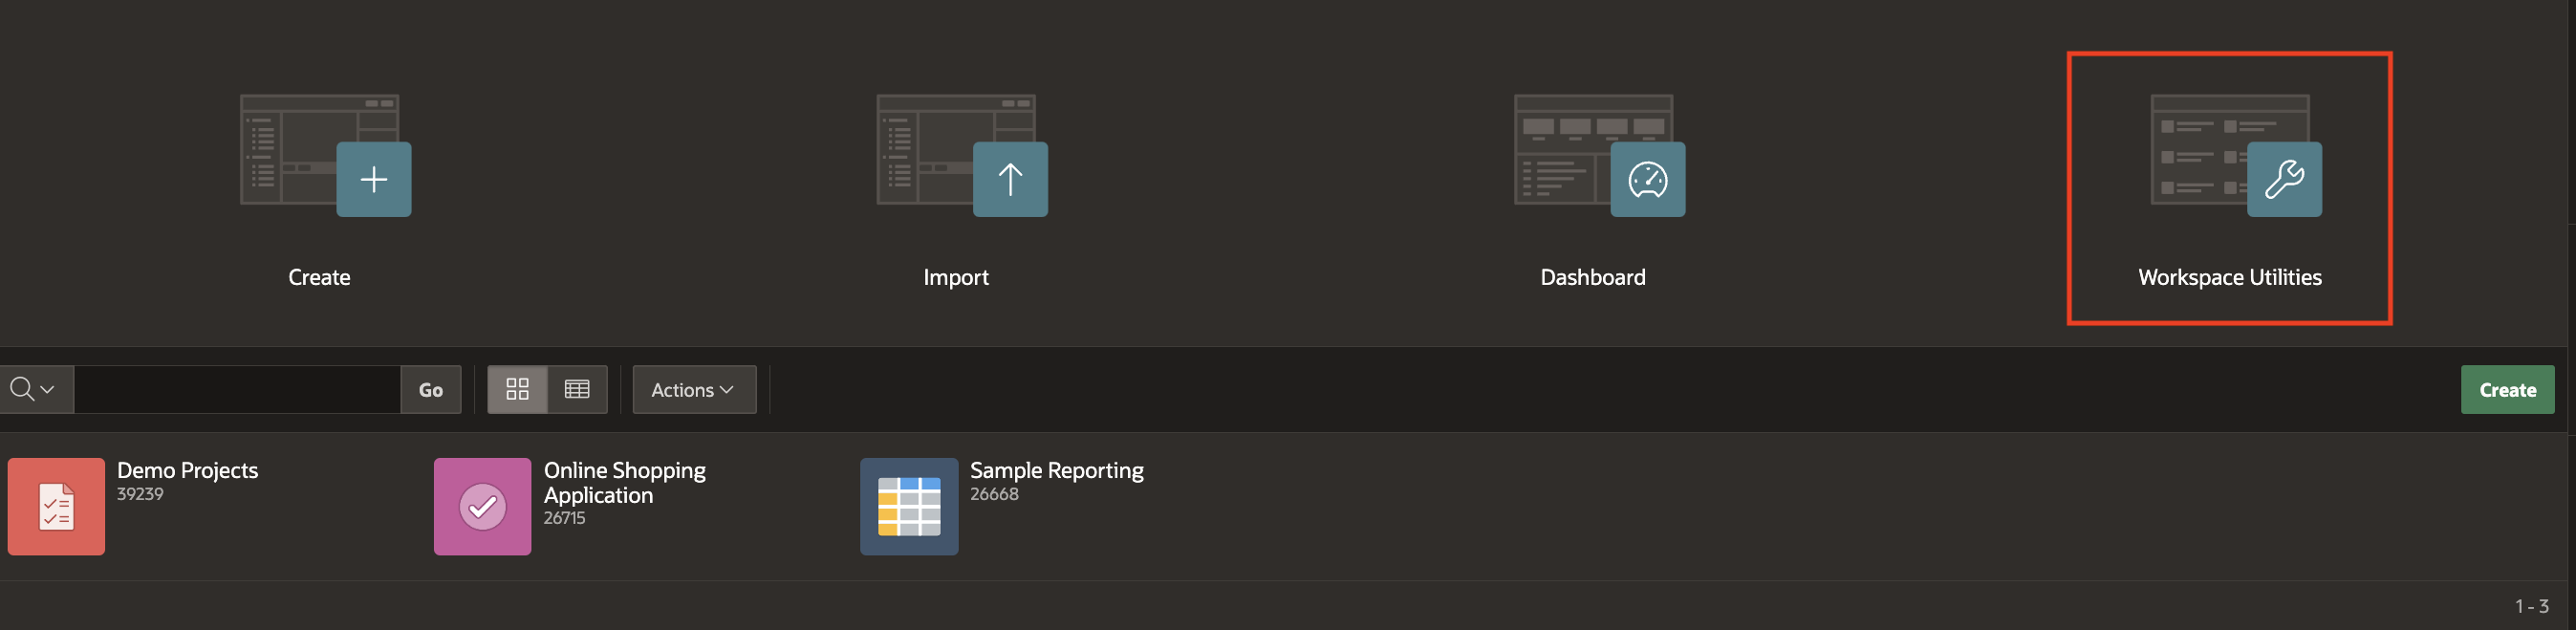 Create
Import
Dashboard
Workspace Utilities
Go
Actions
Create
Demo Projects
39239
Online Shopping
Application
26715
Sample Reporting
26668
1 - 3